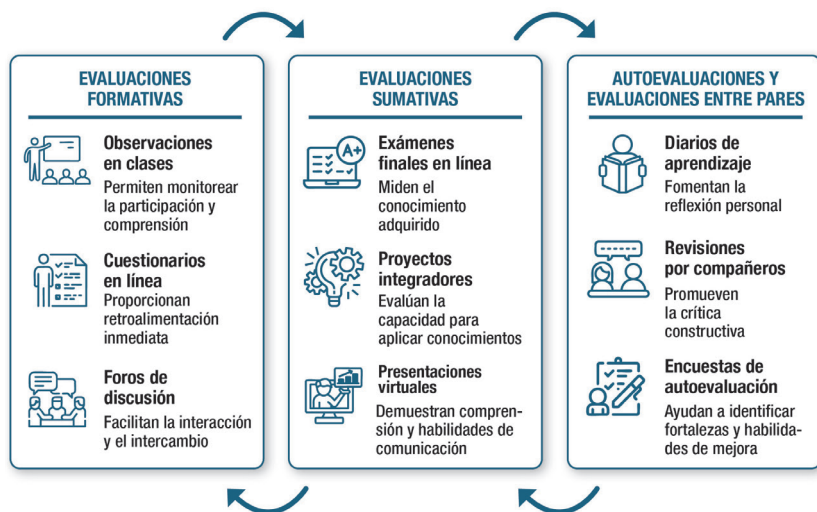 EVALUACIONES
FORMATIVAS
Observaciones
en clases
Permiten monitorear
la participación y
comprensión
Cuestionarios
en línea
Proporcionan
retroalimentación
inmediata
Foros de
discusión
Facilitan la interacción
y el intercambio
EVALUACIONES
SUMATIVAS
A+
Exámenes
finales en línea
Miden el
conocimiento
adquirido
Proyectos
integradores
Evalúan la
capacidad para
aplicar conocimientos
Presentaciones
virtuales
Demuestran compren-
sión y habilidades de
comunicación
AUTOEVALUACIONES Y
EVALUACIONES ENTRE PARES
Diarios de
aprendizaje
Fomentan la
reflexión personal
Revisiones
por compañeros
Promueven
la crítica
constructiva
Encuestas de
autoevaluación
Ayudan a identificar
fortalezas y habilida-
des de mejora